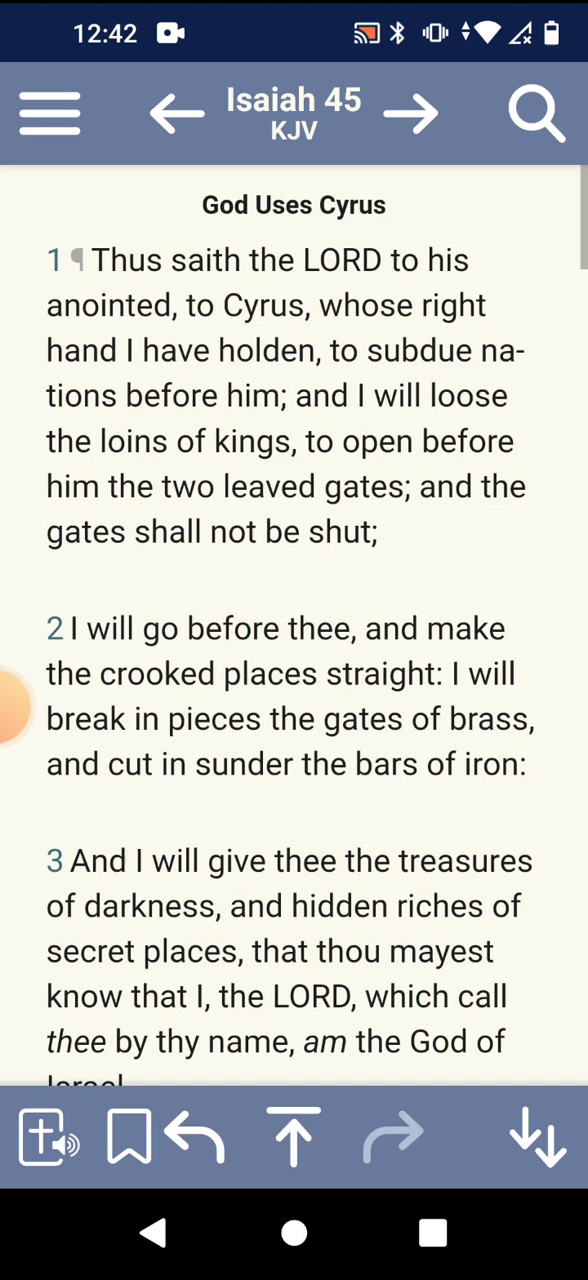 12:42
Isaiah 45
KJV
God Uses Cyrus
1 ¶ Thus saith the LORD to his
anointed, to Cyrus, whose right
hand I have holden, to subdue na-
tions before him; and I will loose
the loins of kings, to open before
him the two leaved gates; and the
gates shall not be shut;
2 I will go before thee, and make
the crooked places straight: I will
break in pieces the gates of brass,
and cut in sunder the bars of iron:
3 And I will give thee the treasures
of darkness, and hidden riches of
secret places, that thou mayest
know that I, the LORD, which call
thee by thy name, am the God of
Israel